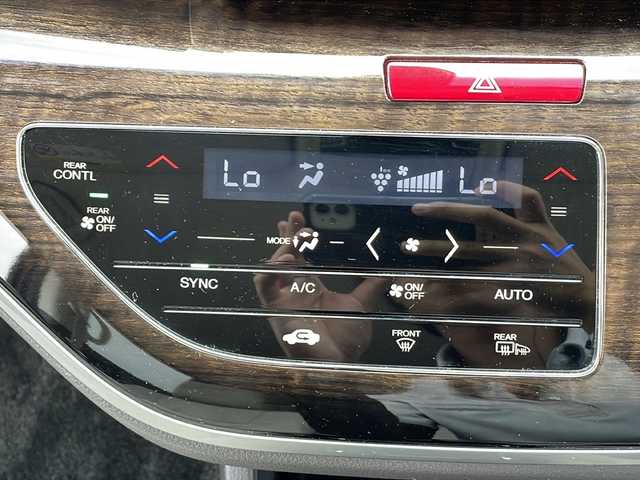 REAR
CONTL
Lo
Lo
REAR
ON/
OFF
MODE
SYNC
A/C
ON/
OFF
AUTO
FRONT
REAR